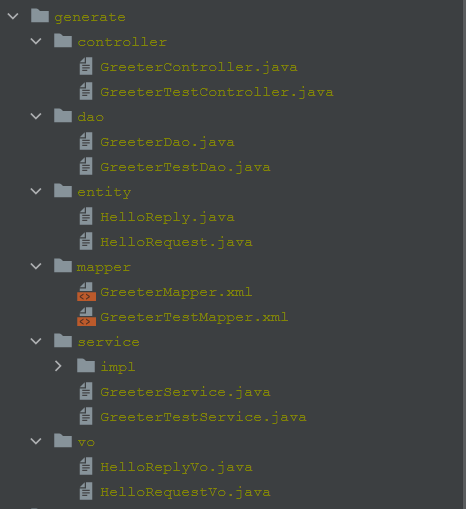 generate
controller
GreeterController.java
GreeterTestController.java
dao
GreeterDao.java
GreeterTestDao.java
entity
HelloReply.java
HelloRequest.java
mapper
GreeterMapper.xml
GreeterTestMapper.xml
service
impl
GreeterService.java
GreeterTestService.java
vo
HelloReplyVo.java
HelloRequestVo.java